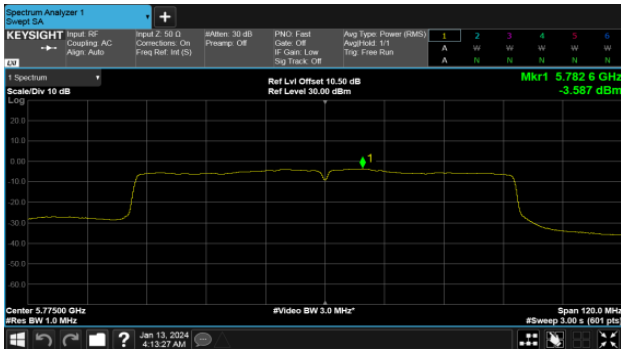 Spectrum Analyzer 1
Swept SA
+
KEYSIGHT Input: RF Input Z: 50 Ω #Atten: 30 dB PNO: Fast Avg Type: Power (RMS) 1 2 3 4 5 6
Coupling: AC Corrections: On Preamp: Off Gate: Off Avg|Hold: 1/1 A W W W W W
Align: Auto Freq Ref: Int (S) IF Gain: Low Trig: Free Run
Sig Track: Off A N N N N N
LXI
1 Spectrum Ref Lvl Offset 10.50 dB Mkr1 5.782 6 GHz
Scale/Div 10 dB Ref Level 30.00 dBm -3.587 dBm
Log
20.0
10.0
0.00
1
-10.0
-20.0
-30.0
-40.0
-50.0
-60.0
Center 5.77500 GHz #Video BW 3.0 MHz* Span 120.0 MHz
#Res BW 1.0 MHz #Sweep 3.00 s (601 pts)
? Jan 13, 2024
4:13:27 AM